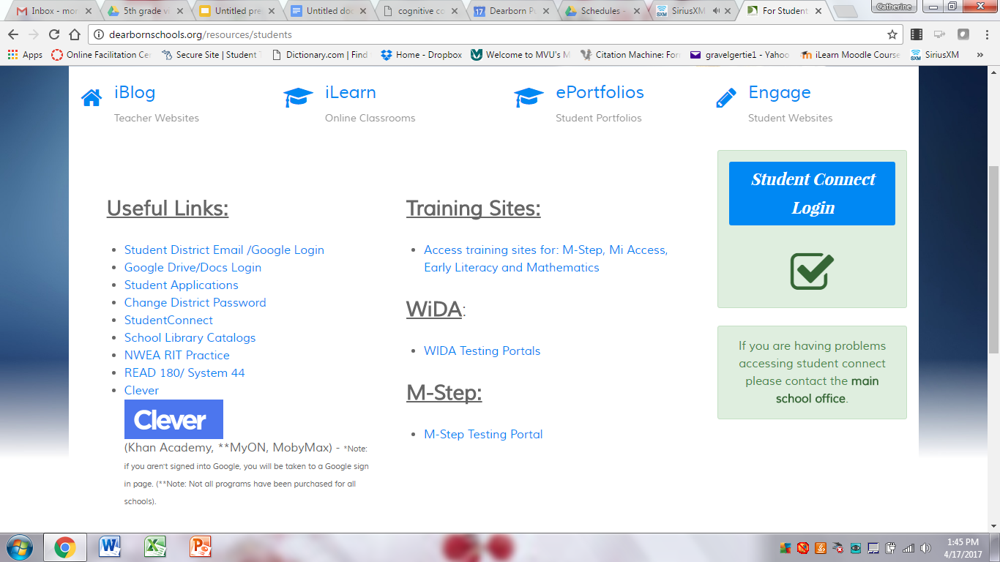 Inbox - mor
5th grade v
Untitled pre
Untitled doc
cognitive co
17
Dearborn Pu
Schedules -
SXM
SiriusXM
For Student
Catherine
dearbornschools.org/resources/students
Apps
Online Facilitation Cer
Secure Site | Student T
Dictionary.com | Find
Home - Dropbox
Welcome to MVU's M
Citation Machine: For
gravelgertie1 - Yahoo
iLearn Moodle Course
SXM
SiriusXM
»
iBlog
Teacher Websites
iLearn
Online Classrooms
ePortfolios
Student Portfolios
Engage
Student Websites
Useful Links:
Student District Email /Google Login
Google Drive/Docs Login
Student Applications
Change District Password
StudentConnect
School Library Catalogs
NWEA RIT Practice
READ 180/ System 44
Clever
Clever
(Khan Academy, **MyON, MobyMax) - *Note:
if you aren't signed into Google, you will be taken to a Google sign
in page. (**Note: Not all programs have been purchased for all
schools).
Training Sites:
Access training sites for: M-Step, Mi Access,
Early Literacy and Mathematics
WiDA:
WIDA Testing Portals
M-Step:
M-Step Testing Portal
Student Connect
Login
If you are having problems
accessing student connect
please contact the main
school office.
1:45 PM
4/17/2017